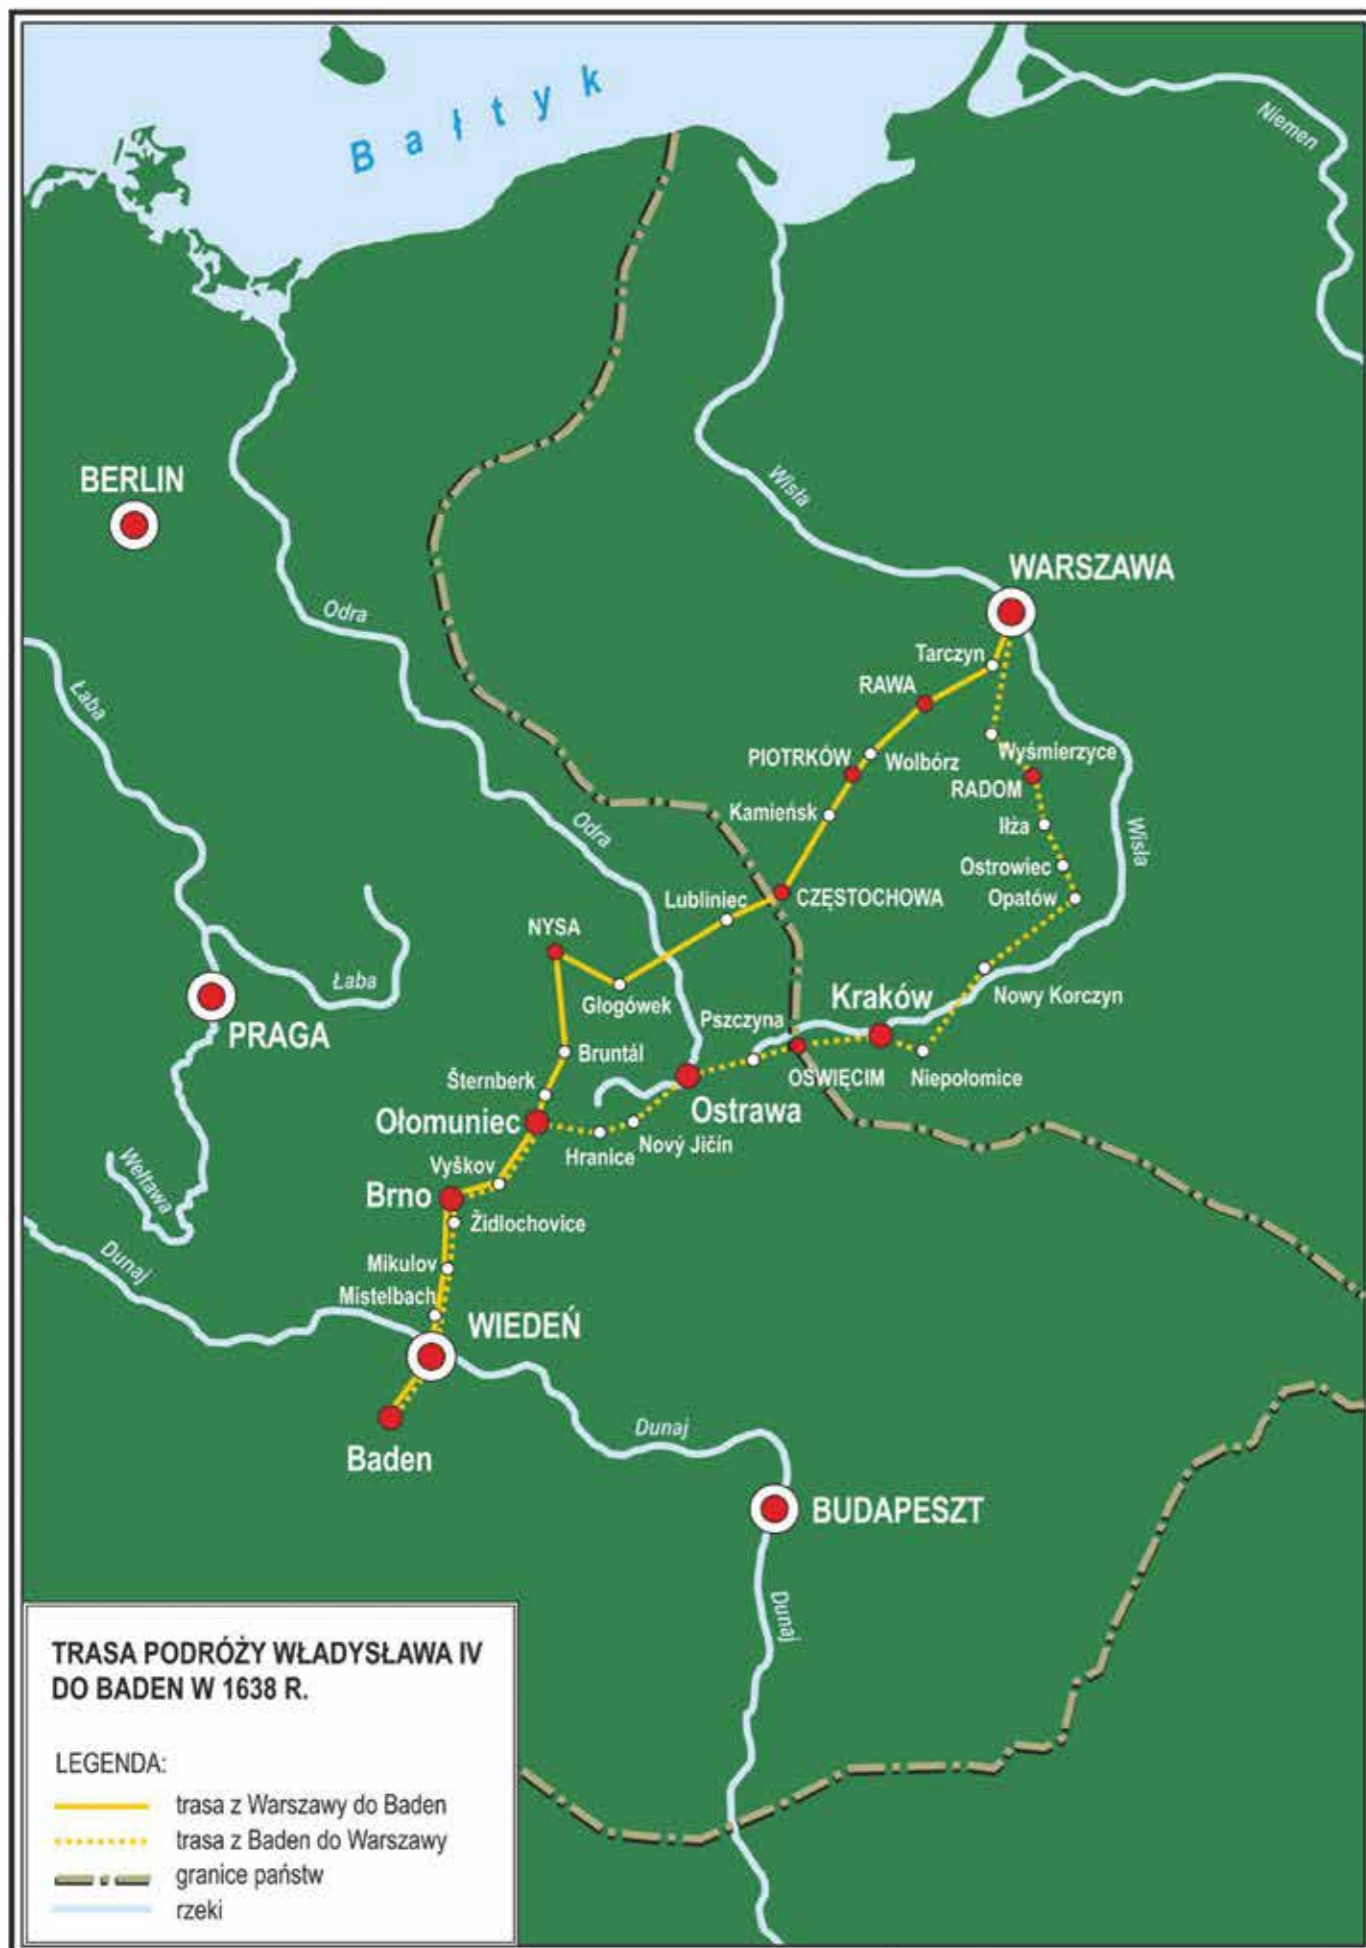 Bałtyk
Niemen
BERLIN
Wisła
WARSZAWA
Odra
Tarczyn
RAWA
Łaba
PIOTRKÓW
Wolbórz
Wyśmierzyce
RADOM
Kamieńsk
Odra
Iłża
Wisła
Ostrowiec
Lubliniec
CZĘSTOCHOWA
Opatów
NYSA
Łaba
Głogówek
Kraków
Nowy Korczyn
Pszczyna
PRAGA
Bruntál
OŚWIĘCIM
Niepołomice
Šternberk
Ostrawa
Ołomuniec
Nový Jičín
Hranice
Wełtawa
Vyškov
Brno
Židlochovice
Dunaj
Mikulov
Mistelbach
WIEDEŃ
Dunaj
Baden
BUDAPESZT
Dunaj
TRASA PODRÓŻY WŁADYSŁAWA IV
DO BADEN W 1638 R.
LEGENDA:
trasa z Warszawy do Baden
trasa z Baden do Warszawy
granice państw
rzeki